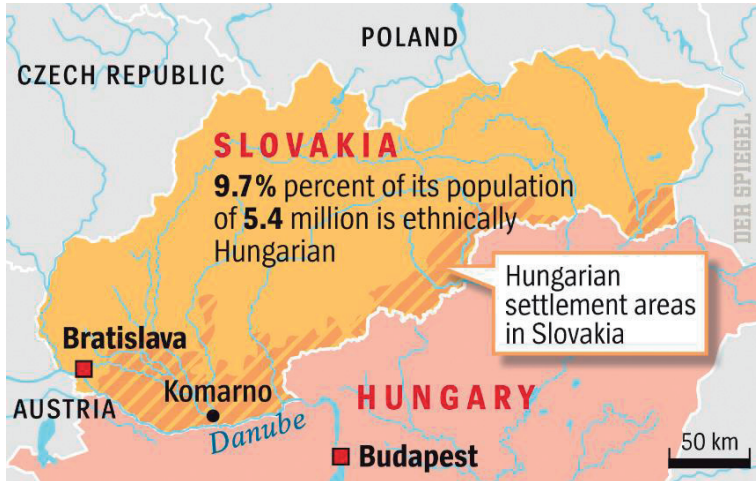 POLAND
CZECH REPUBLIC
SLOVAKIA
9.7% percent of its population
of 5.4 million is ethnically
Hungarian
DER SPIEGEL
Hungarian
settlement areas
in Slovakia
Bratislava
Komarno
AUSTRIA
Danube
HUNGARY
50 km
Budapest